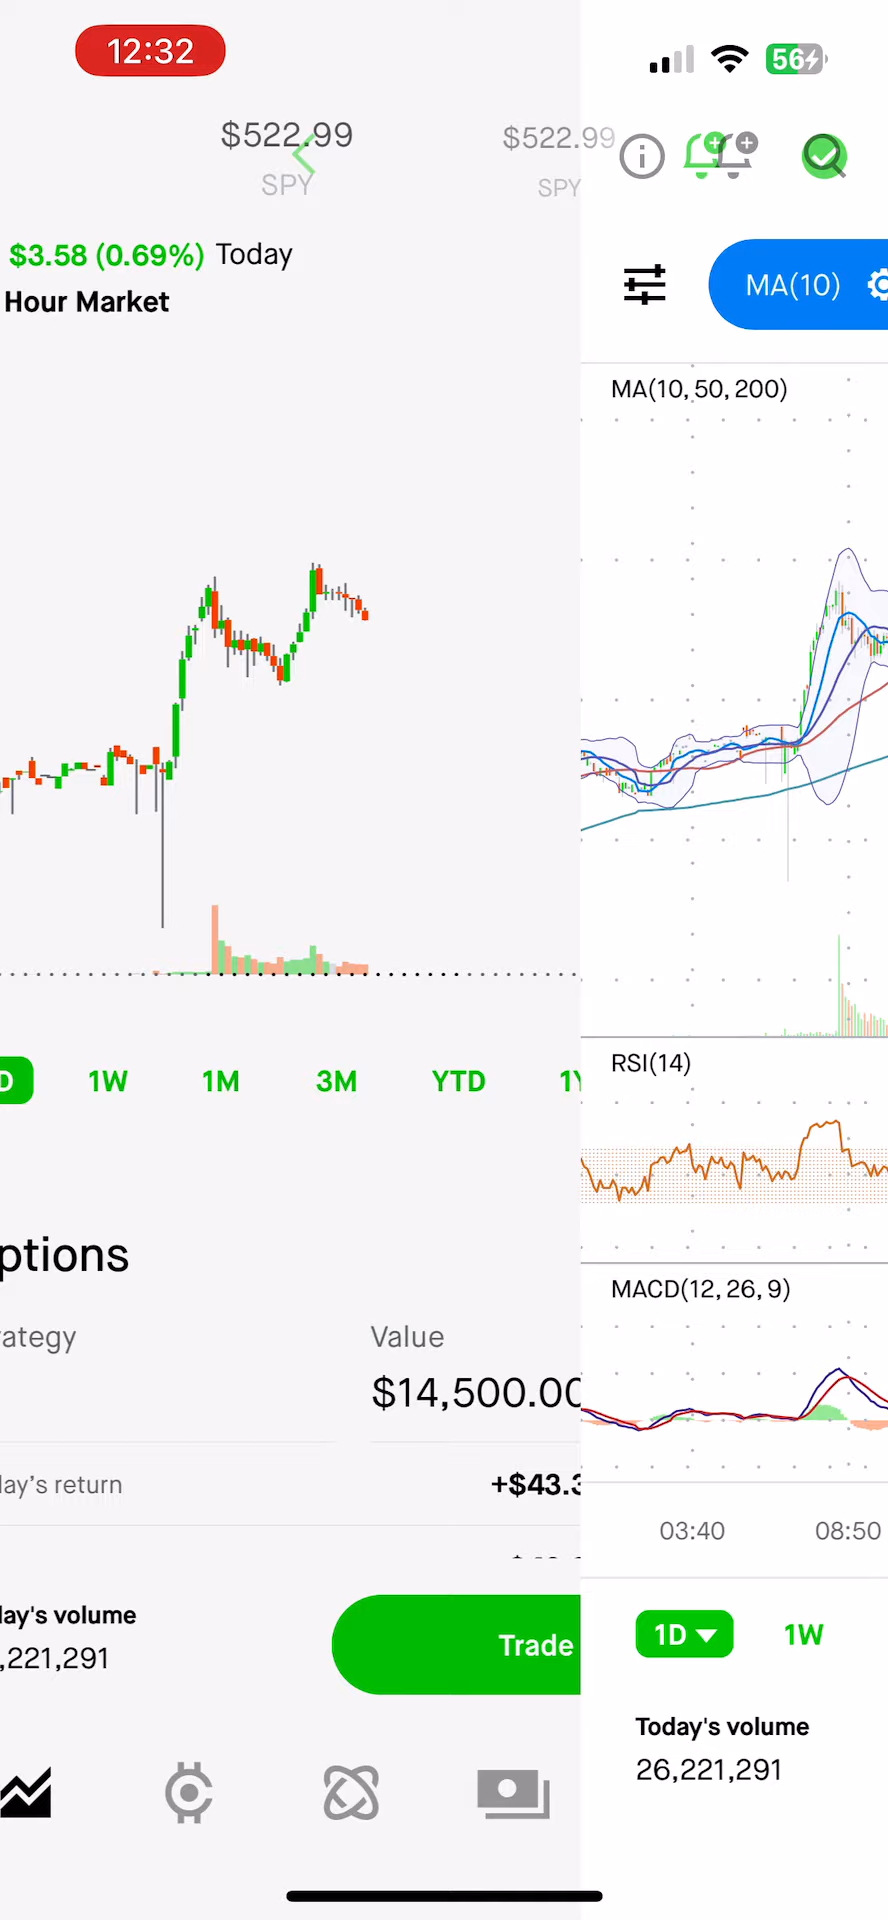 12:32
56
$522.99
$522.99
SPY
SPY
$3.58 (0.69%) Today
Hour Market
MA(10)
MA(10, 50, 200)
1W
1M
3M
YTD
RSI(14)
ptions
MACD(12, 26, 9)
ategy
Value
$14,500.00
ay's return
+$43.3
03:40
08:50
ay's volume
,221,291
Trade
1D
1W
Today's volume
26,221,291